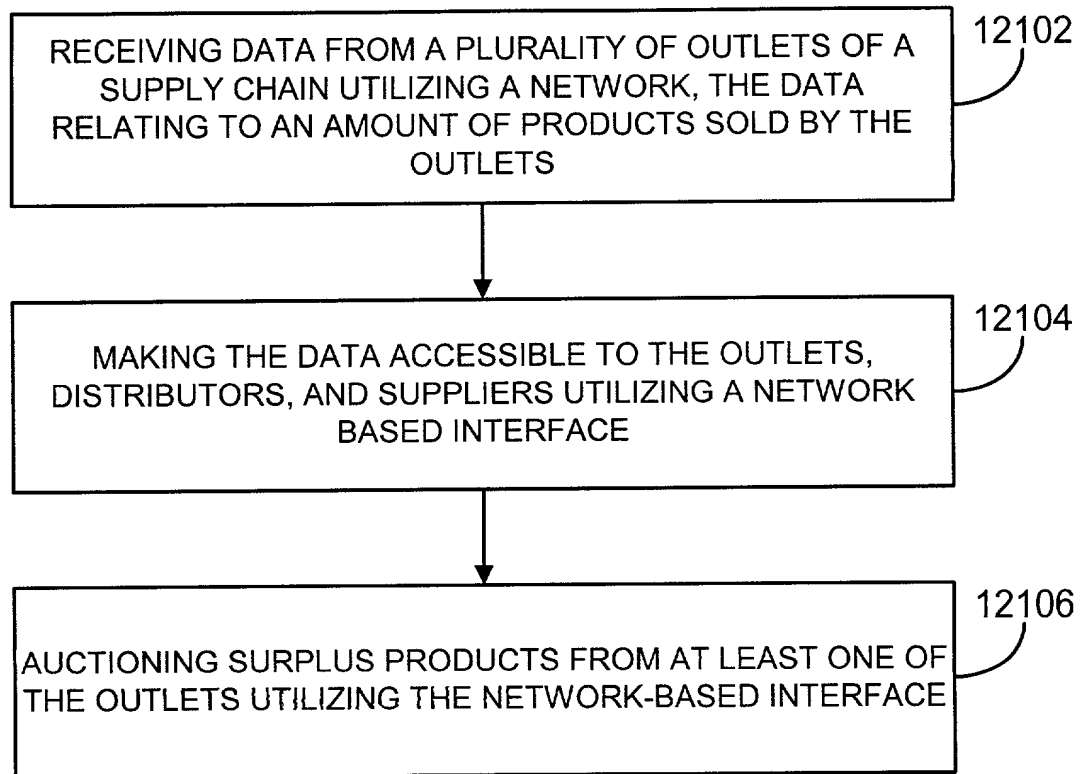 RECEIVING DATA FROM A PLURALITY OF OUTLETS OF A
SUPPLY CHAIN UTILIZING A NETWORK, THE DATA
RELATING TO AN AMOUNT OF PRODUCTS SOLD BY THE
OUTLETS
12102
MAKING THE DATA ACCESSIBLE TO THE OUTLETS,
DISTRIBUTORS, AND SUPPLIERS UTILIZING A NETWORK
BASED INTERFACE
12104
AUCTIONING SURPLUS PRODUCTS FROM AT LEAST ONE OF
THE OUTLETS UTILIZING THE NETWORK-BASED INTERFACE
12106